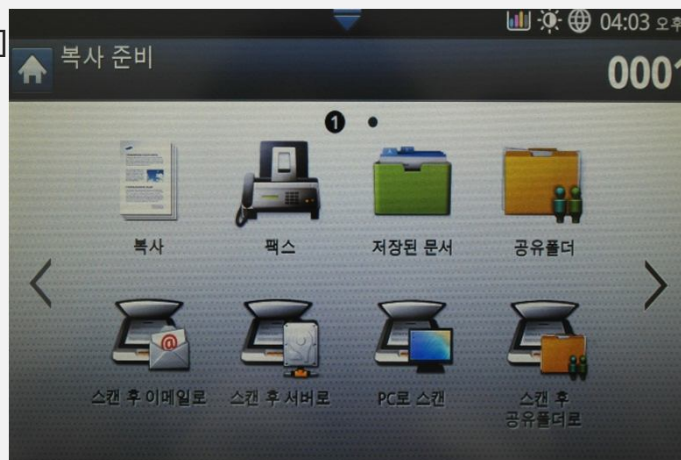 04:03 오후
복사 준비
0001
1
복사
팩스
저장된 문서
공유폴더
스캔 후 이메일로
스캔 후 서버로
PC로 스캔
스캔 후
공유폴더로